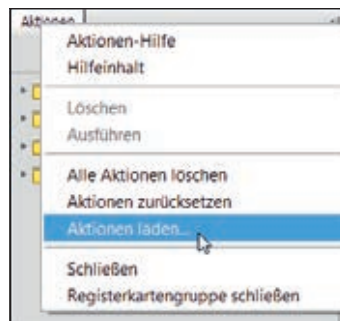 Aktionen
Aktionen-Hilfe
Hilfeinhalt
Löschen
Ausführen
Alle Aktionen löschen
Aktionen zurücksetzen
Aktionen laden...
Schließen
Registerkartengruppe schließen